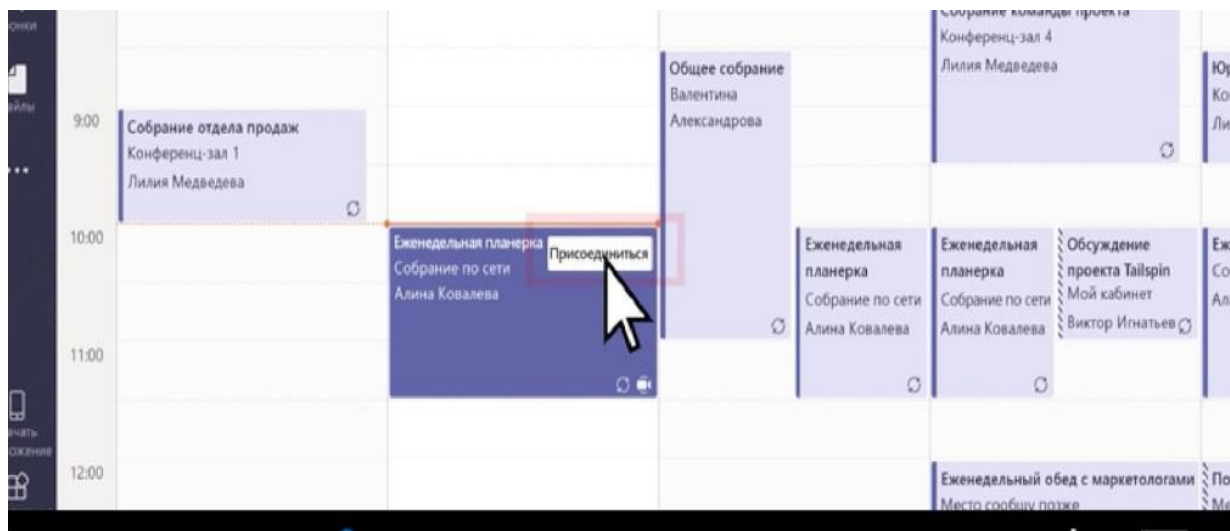 9:00
10:00
11:00
12:00
Собрание отдела продаж
Конференц-зал 1
Лилия Медведева
Еженедельная планерка
Присоединиться
Собрание по сети
Алина Ковалева
Общее собрание
Валентина
Александрова
Еженедельная
планерка
Собрание по сети
Алина Ковалева
Собрание команды проекта
Конференц-зал 4
Лилия Медведева
Еженедельная
планерка
Собрание по сети
Алина Ковалева
Обсуждение
проекта Tailspin
Мой кабинет
Виктор Игнатьев
Еженедельный обед с маркетологами
Место сообщу позже